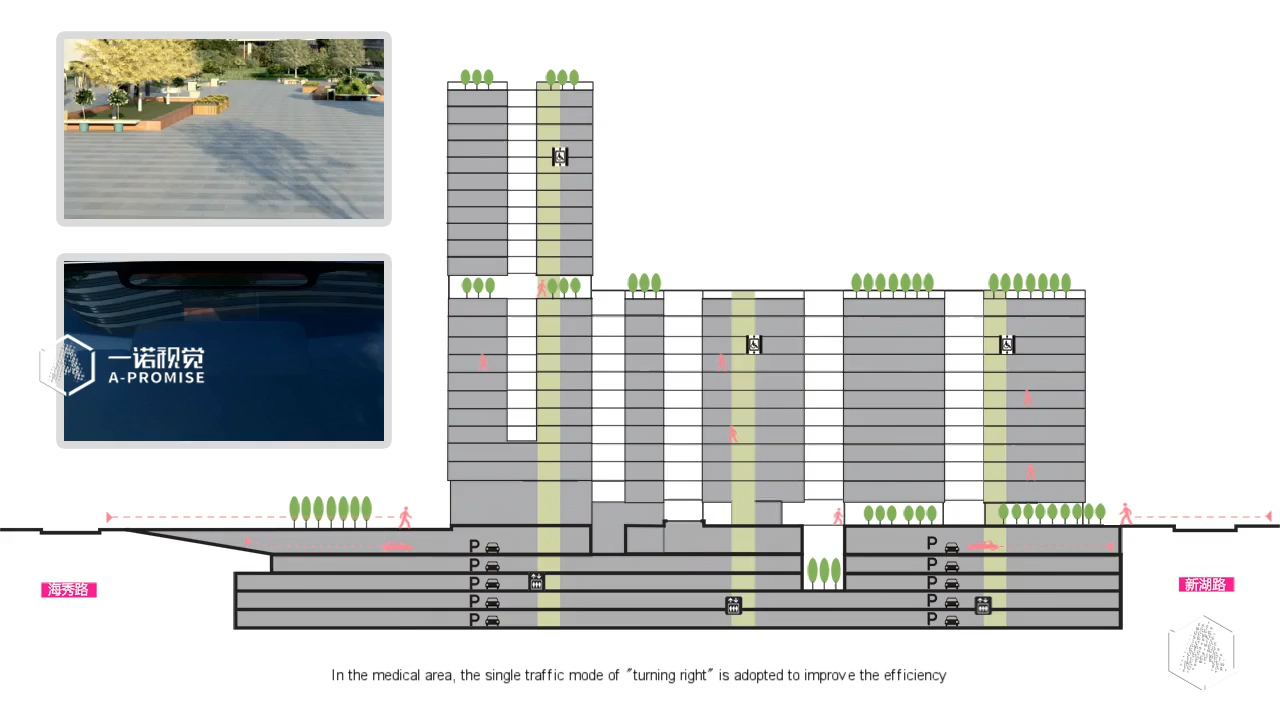 一诺视觉
A-PROMISE
P
P
P
P
P
P
P
P
P
P
海秀路
新湖路
In the medical area, the single traffic mode of "turning right" is adopted to improve the efficiency